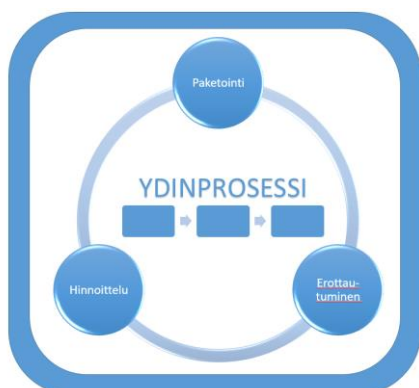 Paketointi
YDINPROSESSI
Hinnoittelu
Erottau-
tuminen